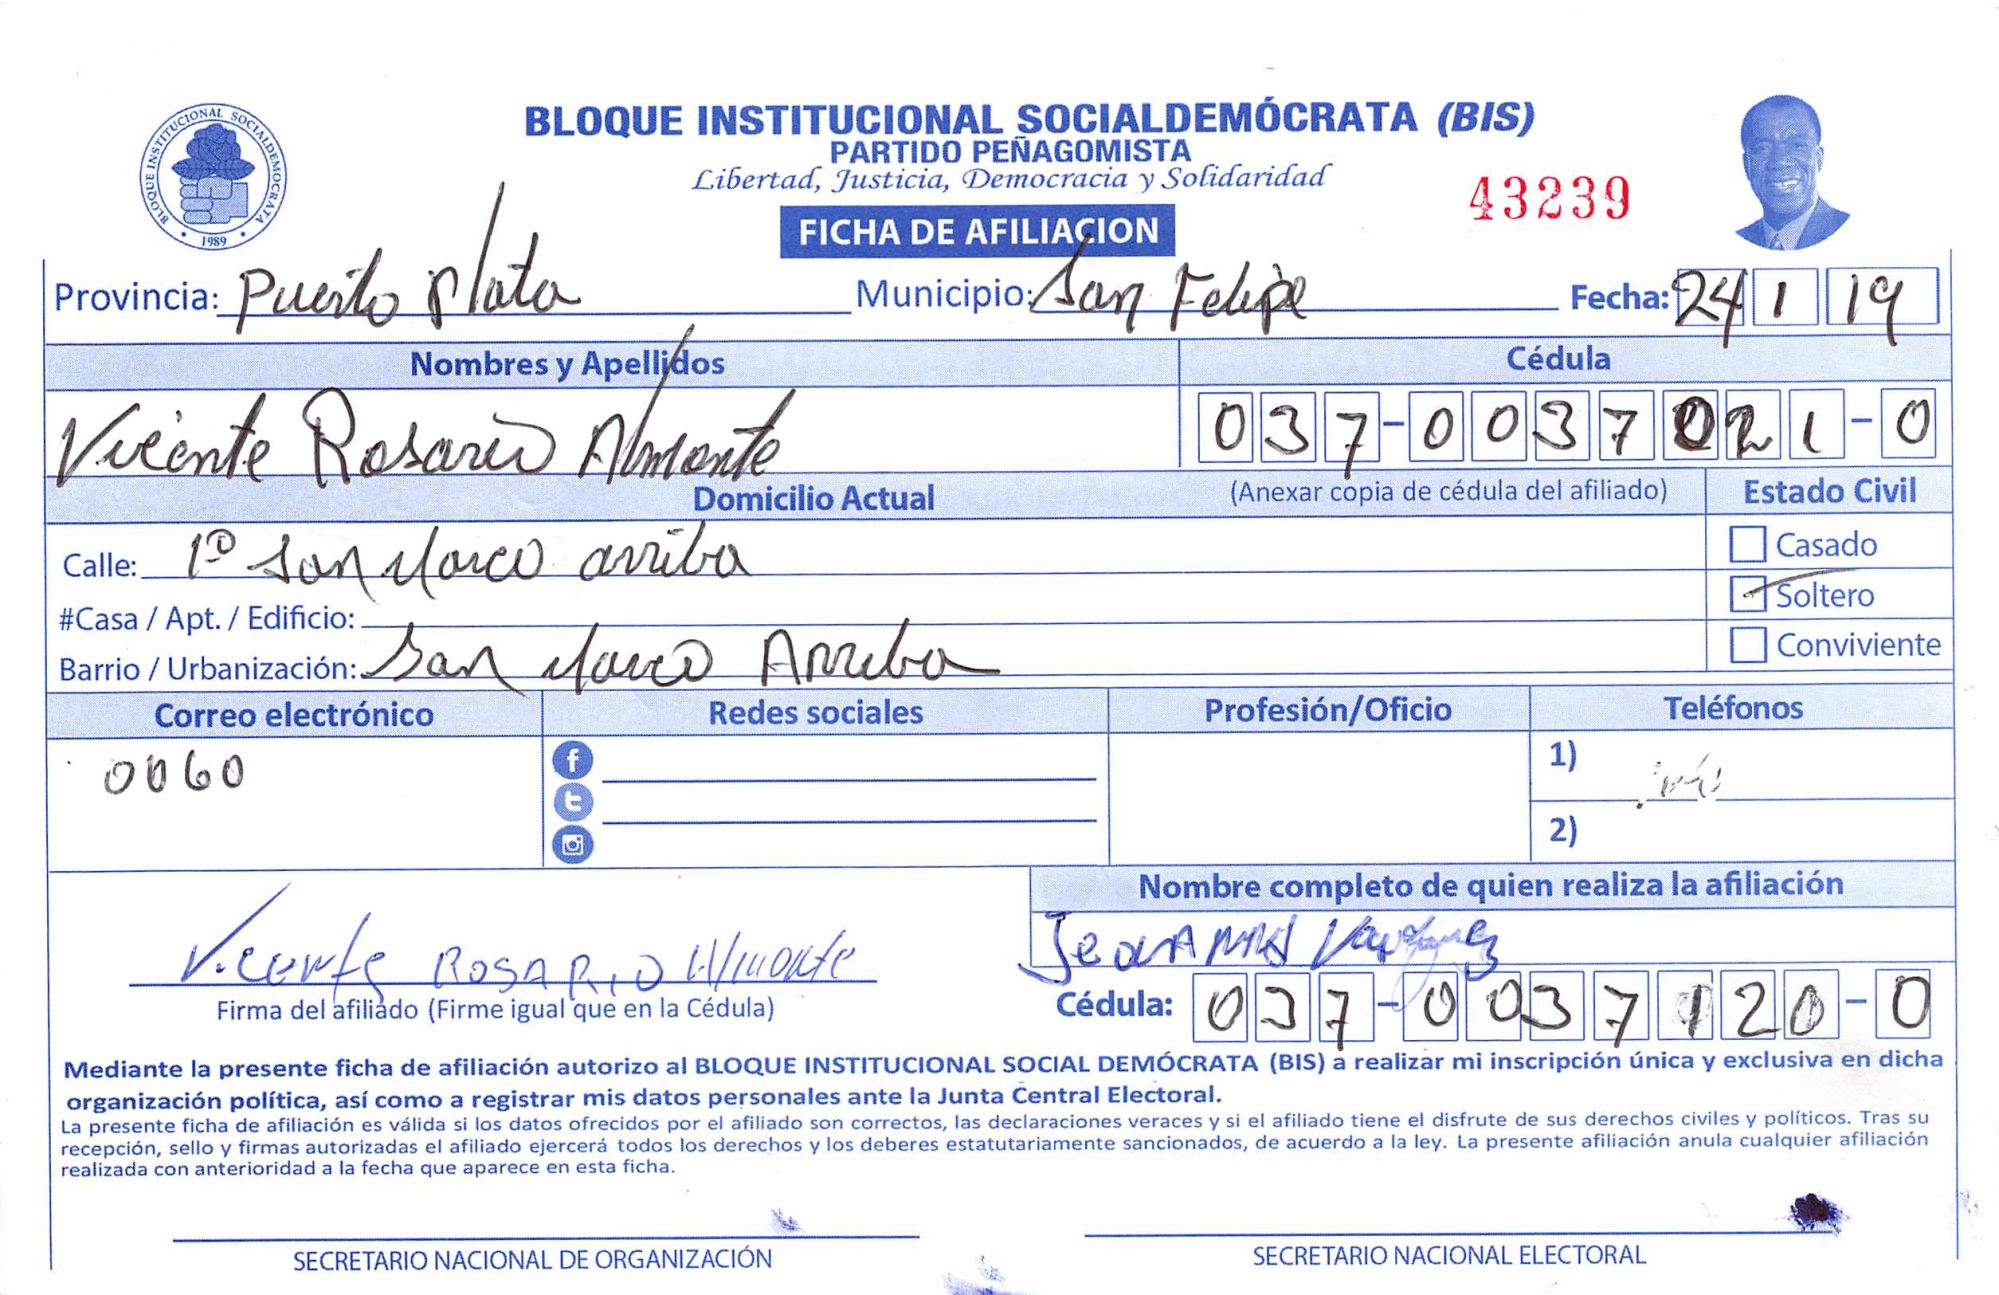 BLOQUE INSTITUCIONAL SOCIALDEMÓCRATA
1989
BLOQUE INSTITUCIONAL SOCIALDEMÓCRATA (BIS)
PARTIDO PEÑAGOMISTA
Libertad, Justicia, Democracia y Solidaridad
43239
FICHA DE AFILIACION
Provincia: Puerto Plata Municipio: San Felipe Fecha: 24 1 19
Nombres y Apellidos Cédula
Vicente Rosario Almonte 037-0037021-0
Domicilio Actual (Anexar copia de cédula del afiliado) Estado Civil
Calle: 1º San Marco arriba Casado
#Casa / Apt. / Edificio: Soltero
Barrio / Urbanización: San Marco Arriba Conviviente
Correo electrónico Redes sociales Profesión/Oficio Teléfonos
0060 1)
2)
Nombre completo de quien realiza la afiliación
Vicente ROSARIO Almonte
Firma del afiliado (Firme igual que en la Cédula) Cédula: 037-0037120-0
Mediante la presente ficha de afiliación autorizo al BLOQUE INSTITUCIONAL SOCIAL DEMÓCRATA (BIS) a realizar mi inscripción única y exclusiva en dicha
organización política, así como a registrar mis datos personales ante la Junta Central Electoral.
La presente ficha de afiliación es válida si los datos ofrecidos por el afiliado son correctos, las declaraciones veraces y si el afiliado tiene el disfrute de sus derechos civiles y políticos. Tras su
recepción, sello y firmas autorizadas el afiliado ejercerá todos los derechos y los deberes estatutariamente sancionados, de acuerdo a la ley. La presente afiliación anula cualquier afiliación
realizada con anterioridad a la fecha que aparece en esta ficha.
SECRETARIO NACIONAL DE ORGANIZACIÓN SECRETARIO NACIONAL ELECTORAL